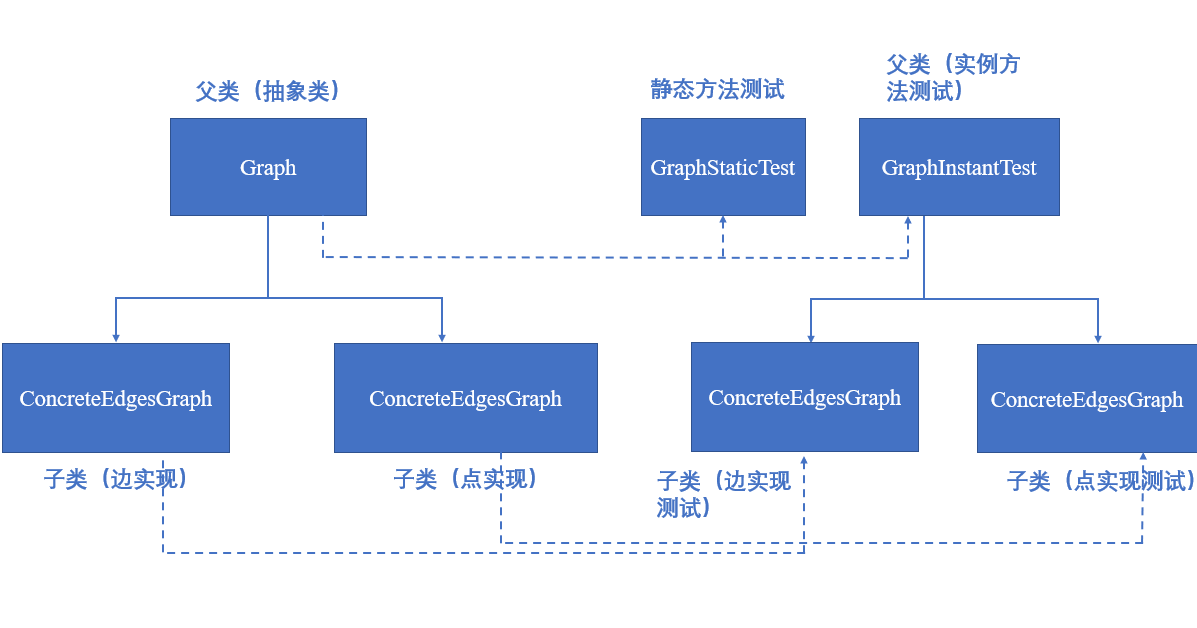 父类（抽象类）
静态方法测试
父类（实例方
法测试）
Graph
GraphStaticTest
GraphInstantTest
ConcreteEdgesGraph
ConcreteEdgesGraph
ConcreteEdgesGraph
ConcreteEdgesGraph
子类（边实现）
子类（点实现）
子类（边实现
测试）
子类（点实现测试）